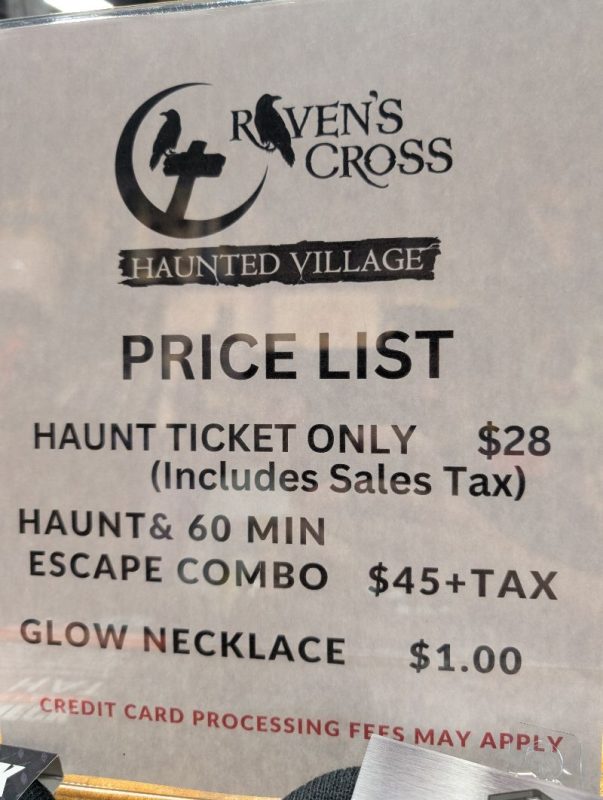 RAVEN'S
CROSS
HAUNTED VILLAGE
PRICE LIST
HAUNT TICKET ONLY $28
(Includes Sales Tax)
HAUNT& 60 MIN
ESCAPE COMBO $45+TAX
GLOW NECKLACE $1.00
CREDIT CARD PROCESSING FEES MAY APPLY